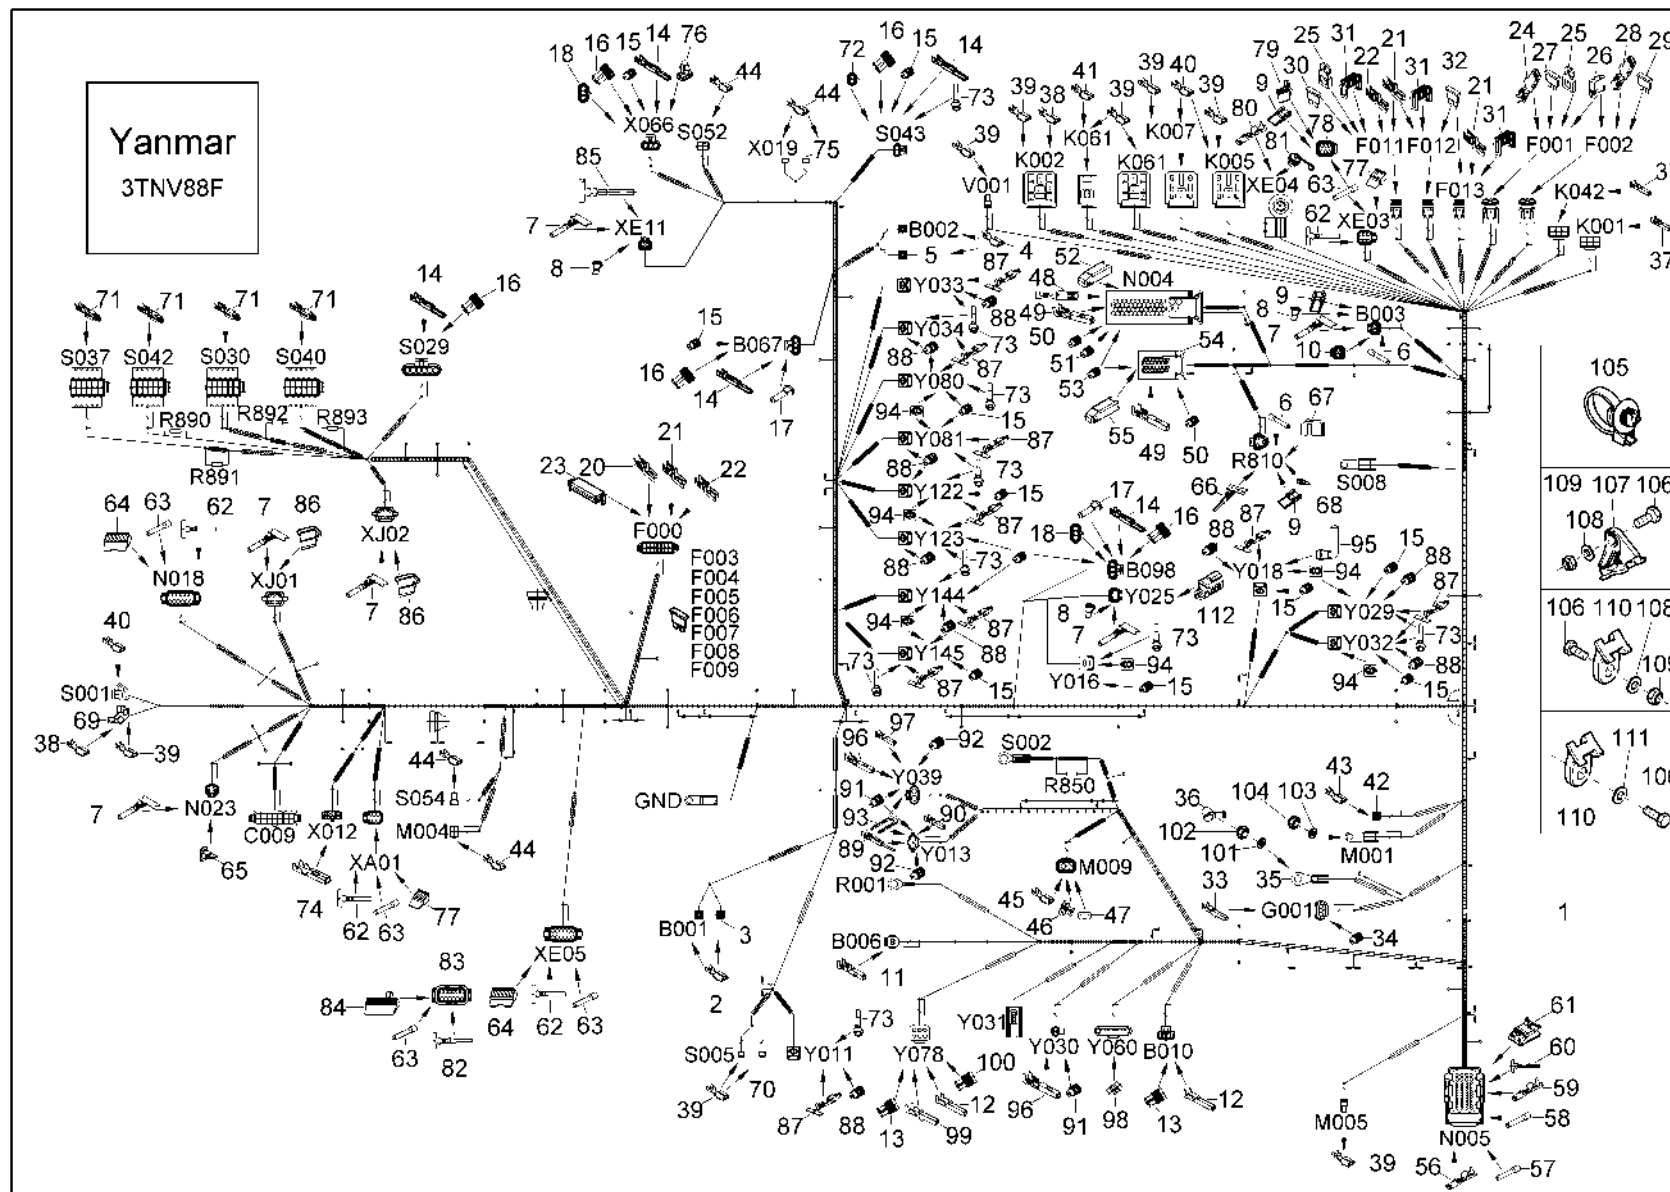 Yanmar
3TNV88F
18 16 15 14 76 44 72 16 15 14
X066 S052 44 X019 75 S043 73
85 7 XE11 8
39 41 39 39 40 39 80 9 79 30 25 31 22 21 31 32 21 31 24 27 25 26 28 29
39 38 K061 K007 78 F011 F012 F001 F002
39 K002 K061 K005 81 77 F013
V001 XE04 63 62 XE03 K042 K001 37
B002 5 4
52 N004 48 49 50 51 53 54 55 49 50
9 8 7 B003 10 6
87 Y033 88 Y034 73 88 87 Y080 73
94 15 Y081 87 88 73
Y122 15 94 87 Y123 88 73
Y144 94 87 88 Y145 73 87 15
71 71 71 71 14 16
S037 S042 S030 S040 S029
R890 R892 R893
R891
15 B067 16 14 17
64 63 62 7 86
N018 XJ01 XJ02
7 86
23 20 21 22
F000
F003
F004
F005
F006
F007
F008
F009
17 14 18 16
B098
Y025 112
8 7 73
94 Y016 15
6 67 R810 66 68 9
S008
88 87 95 15 88
Y018 94 87
15 Y029 73
Y032 88
94 15
105
109 107 106
108
106 110 108
109
111 106
110
40
S001
69
38 39
7 N023 65
C009 X012 XA01
74 62 63 77
44 S054 M004 44
GND
97 92 96 Y039 91 93 90 89 Y013 92
S002 R850
R001 M009 45 46 47
B006 11
43 42
36 104 103
102 M001
101
33 35
G001
34
1
XE05
83 84 63 82 64 62 63
B001 3
2
S005 70 39
73 Y011 87 88
Y078 100 13 99 12
Y031 Y030 Y060 B010
96 91 98 13 12
M005 39
61 60 59 58
N005
56 57